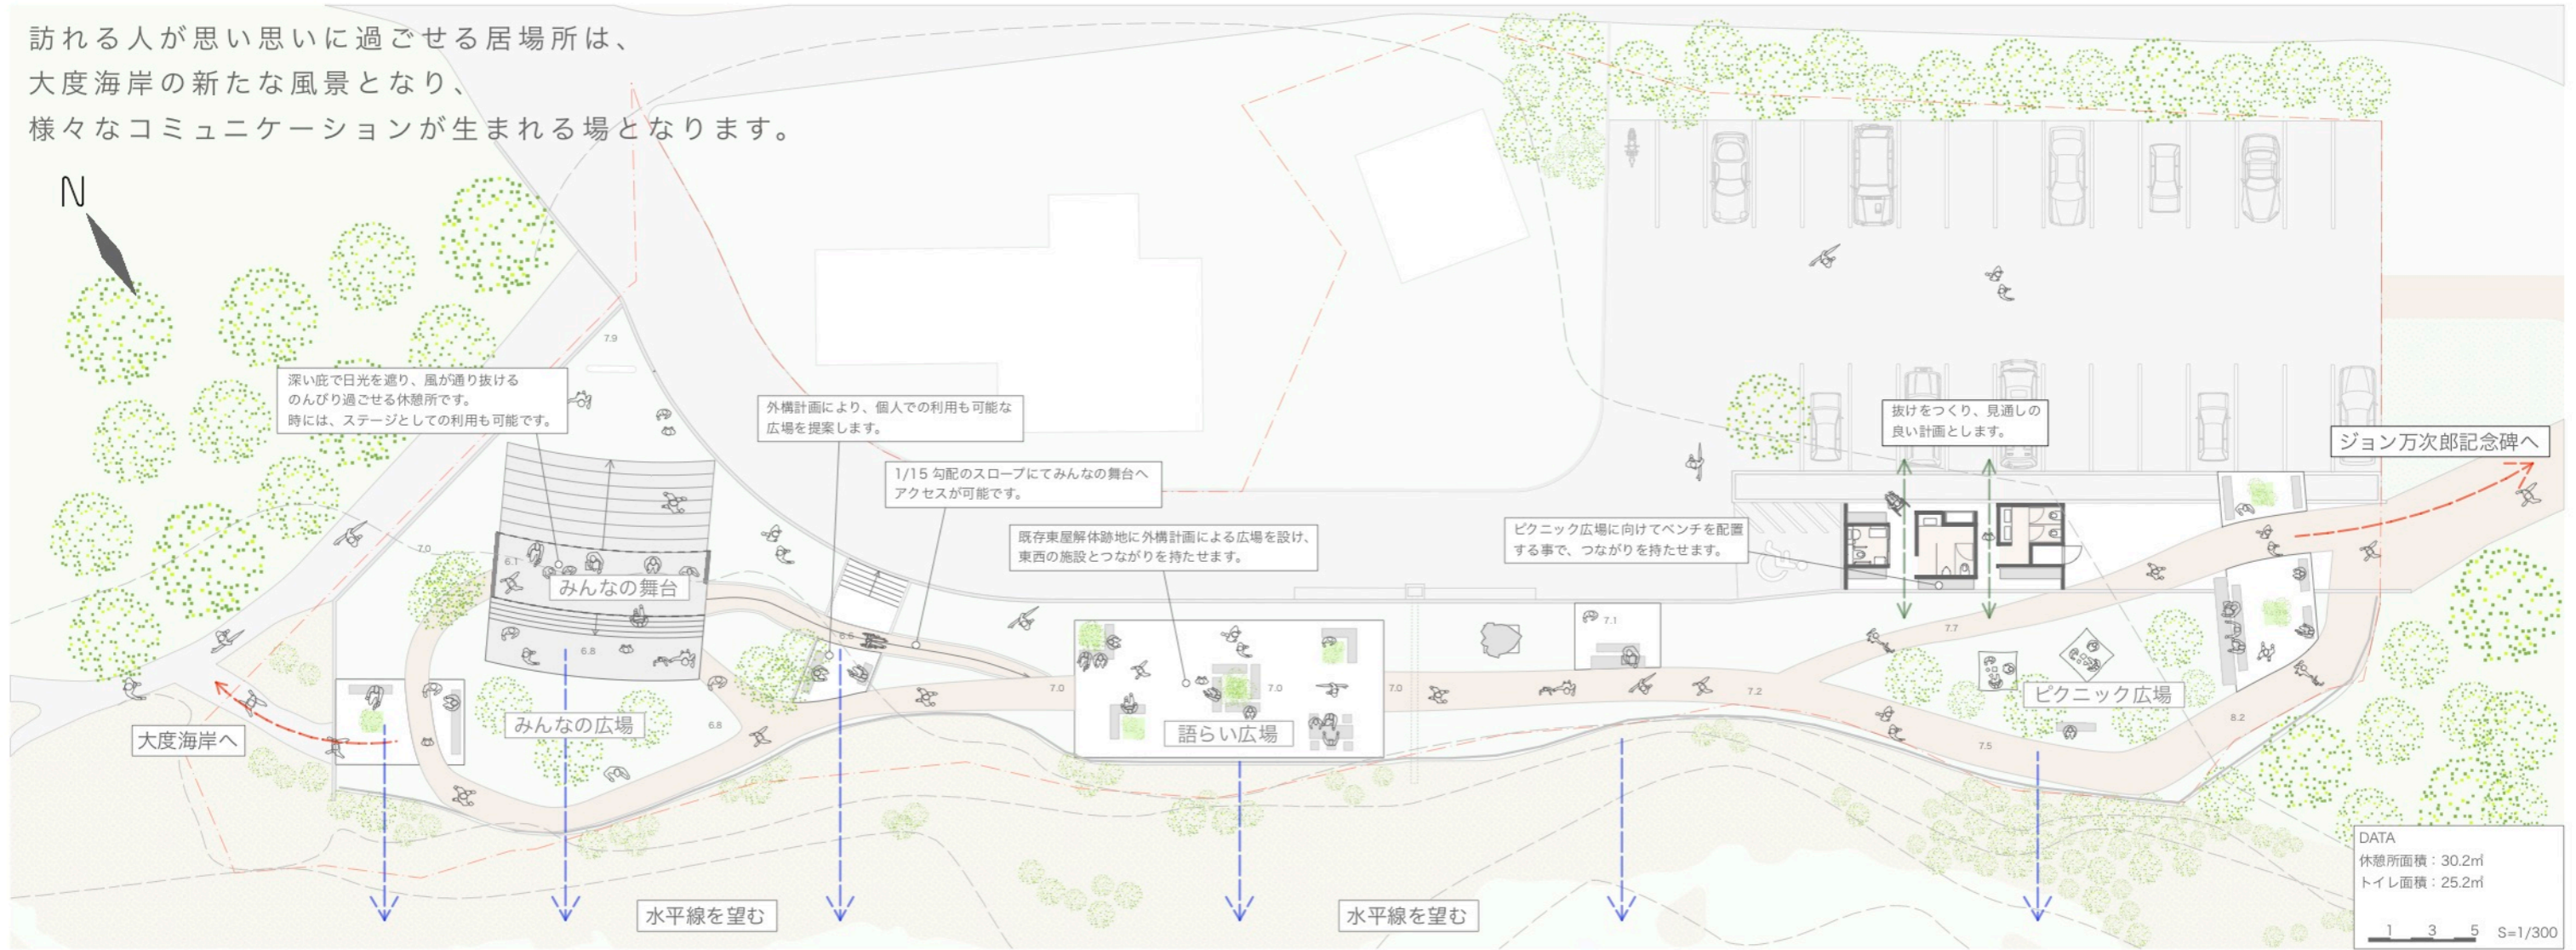 訪れる人が思い思いに過ごせる居場所は、
大度海岸の新たな風景となり、
様々なコミュニケーションが生まれる場となります。
N
7.9
深い庇で日光を遮り、風が通り抜ける
のんびり過ごせる休憩所です。
時には、ステージとしての利用も可能です。
外構計画により、個人での利用も可能な
広場を提案します。
抜けをつくり、見通しの
良い計画とします。
ジョン万次郎記念碑へ
1/15 勾配のスロープにてみんなの舞台へ
アクセスが可能です。
既存東屋解体跡地に外構計画による広場を設け、
東西の施設とつながりを持たせます。
ピクニック広場に向けてベンチを配置
する事で、つながりを持たせます。
7.0
6.1
みんなの舞台
6.8
6.6
7.1
7.7
7.0
7.0
7.0
7.2
ピクニック広場
8.2
みんなの広場
6.8
語らい広場
7.5
大度海岸へ
水平線を望む
水平線を望む
DATA
休憩所面積：30.2㎡
トイレ面積：25.2㎡
1 3 5 S=1/300